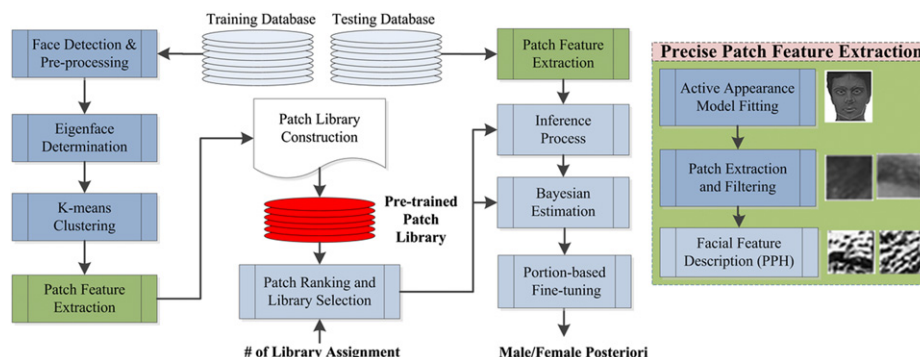 Training Database
Testing Database
Face Detection &
Pre-processing
Eigenface
Determination
K-means
Clustering
Patch Feature
Extraction
Patch Library
Construction
Pre-trained
Patch
Library
Patch Ranking and
Library Selection
# of Library Assignment
Patch Feature
Extraction
Inference
Process
Bayesian
Estimation
Portion-based
Fine-tuning
Male/Female Posteriori
Precise Patch Feature Extraction
Active Appearance
Model Fitting
Patch Extraction
and Filtering
Facial Feature
Description (PPH)